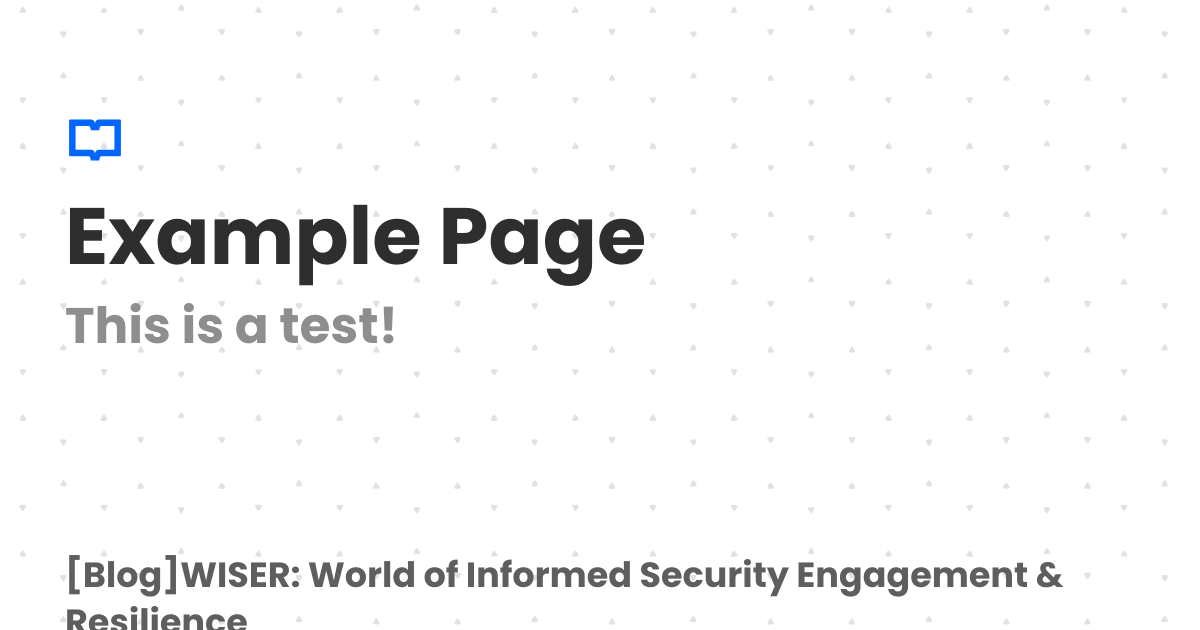 Example Page
This is a test!
[Blog]WISER: World of Informed Security Engagement &
Resilience